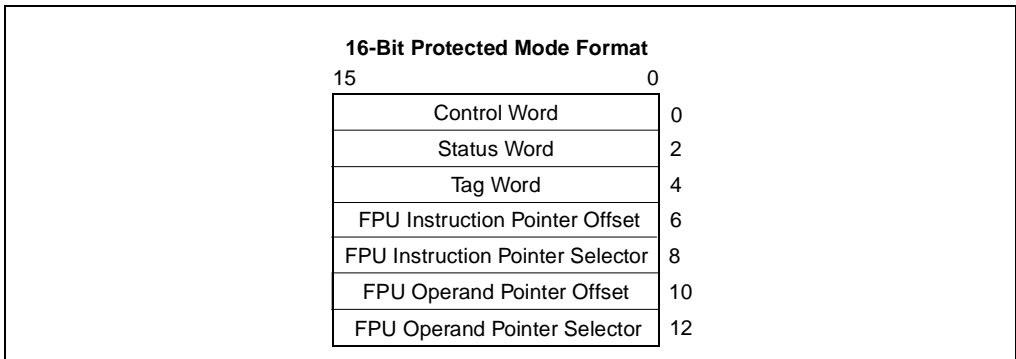 16-Bit Protected Mode Format
15 0
Control Word 0
Status Word 2
Tag Word 4
FPU Instruction Pointer Offset 6
FPU Instruction Pointer Selector 8
FPU Operand Pointer Offset 10
FPU Operand Pointer Selector 12